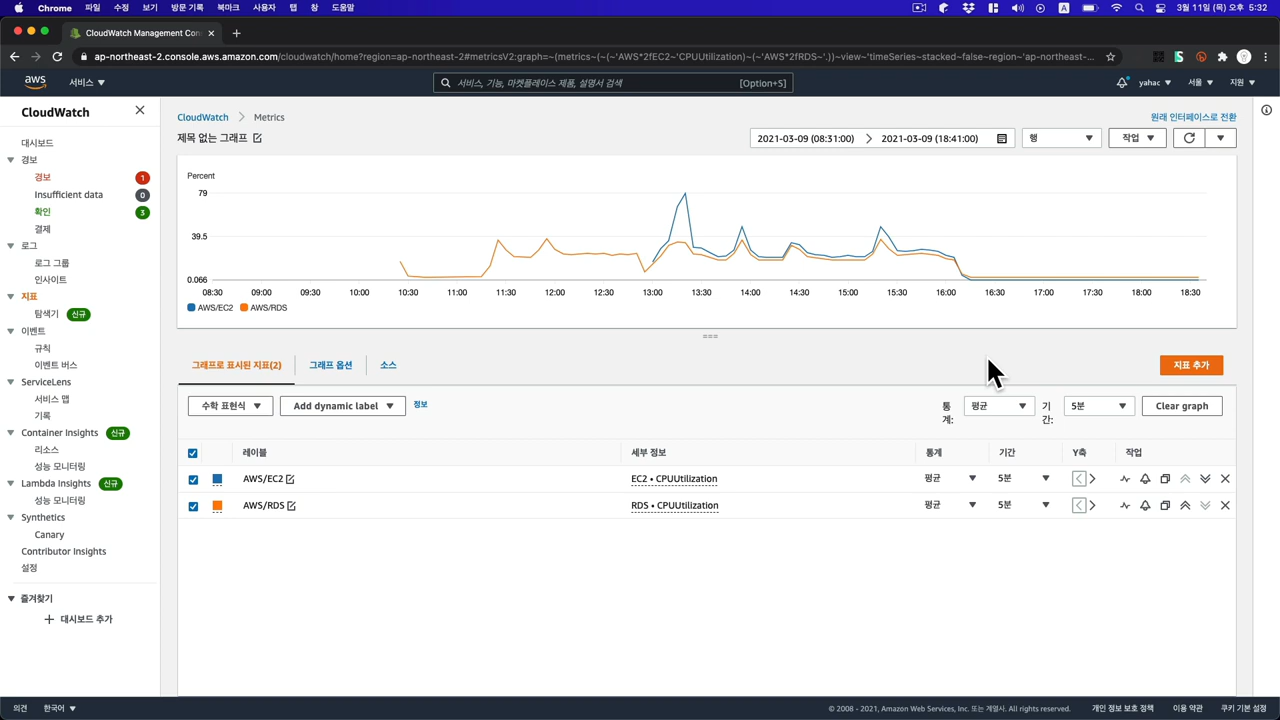 Chrome 파일 수정 보기 방문 기록 북마크 사용자 탭 창 도움말 A 3월 11일 (목) 오후 5:32
CloudWatch Management Con
ap-northeast-2.console.aws.amazon.com/cloudwatch/home?region=ap-northeast-2#metricsV2:graph=~(metrics~(~(~'AWS*2fEC2~'CPUUtilization)~(~'AWS*2fRDS~'.))~view~'timeSeries~stacked~false~region~'ap-northeast-...
aws 서비스 서비스, 기능, 마켓플레이스 제품, 설명서 검색 [Option+S] yahac 서울 지원
CloudWatch
대시보드
경보
경보 1
Insufficient data 0
확인 3
결제
로그
로그 그룹
인사이트
지표
탐색기 신규
이벤트
규칙
이벤트 버스
ServiceLens
서비스 맵
기록
Container Insights 신규
리소스
성능 모니터링
Lambda Insights 신규
성능 모니터링
Synthetics
Canary
Contributor Insights
설정
즐겨찾기
대시보드 추가
CloudWatch Metrics 원래 인터페이스로 전환
제목 없는 그래프 2021-03-09 (08:31:00) 2021-03-09 (18:41:00) 행 작업
Percent
79
39.5
0.066
08:30 09:00 09:30 10:00 10:30 11:00 11:30 12:00 12:30 13:00 13:30 14:00 14:30 15:00 15:30 16:00 16:30 17:00 17:30 18:00 18:30
AWS/EC2 AWS/RDS
그래프로 표시된 지표(2) 그래프 옵션 소스 지표 추가
수학 표현식 Add dynamic label 정보 통계: 평균 기간: 5분 Clear graph
레이블 세부 정보 통계 기간 Y축 작업
AWS/EC2 EC2 • CPUUtilization 평균 5분
AWS/RDS RDS • CPUUtilization 평균 5분
의견 한국어 © 2008 - 2021, Amazon Web Services, Inc. 또는 계열사. All rights reserved. 개인 정보 보호 정책 이용 약관 쿠키 기본 설정